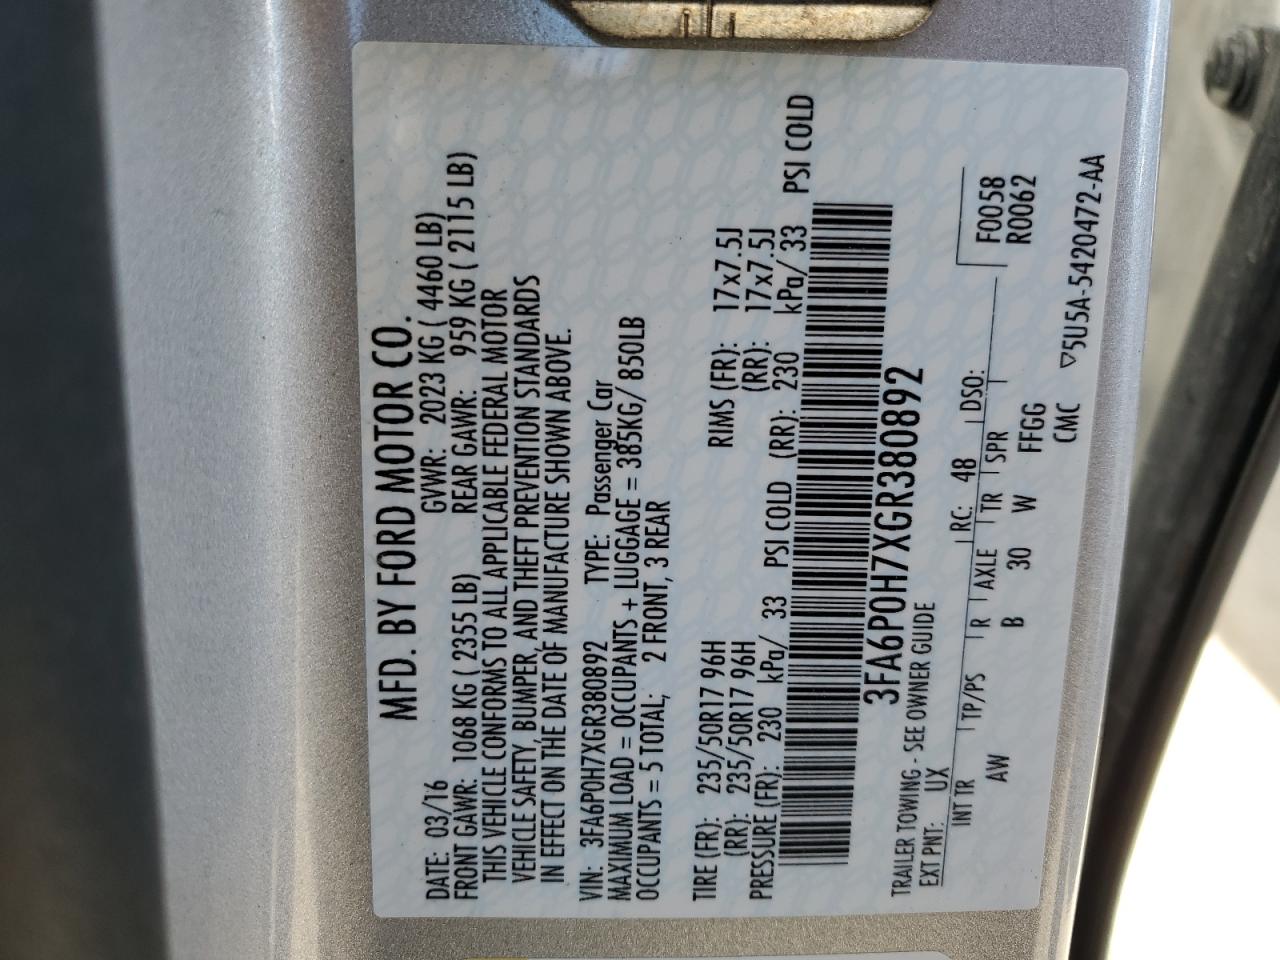 MFD. BY FORD MOTOR CO.
DATE: 03/16 GVWR: 2023 KG ( 4460 LB)
FRONT GAWR: 1068 KG ( 2355 LB) REAR GAWR: 959 KG ( 2115 LB)
THIS VEHICLE CONFORMS TO ALL APPLICABLE FEDERAL MOTOR
VEHICLE SAFETY, BUMPER, AND THEFT PREVENTION STANDARDS
IN EFFECT ON THE DATE OF MANUFACTURE SHOWN ABOVE.
VIN: 3FA6P0H7XGR380892 TYPE: Passenger Car
MAXIMUM LOAD = OCCUPANTS + LUGGAGE = 385KG/ 850LB
OCCUPANTS = 5 TOTAL; 2 FRONT, 3 REAR
TIRE (FR): 235/50R17 96H RIMS (FR): 17x7.5J
(RR): 235/50R17 96H (RR): 17x7.5J
PRESSURE (FR): 230 kPa/ 33 PSI COLD (RR): 230 kPa/ 33 PSI COLD
3FA6P0H7XGR380892
TRAILER TOWING - SEE OWNER GUIDE
EXT PNT: UX RC: 48 DSO: F0058
R0062
INT TR TP/PS R AXLE TR SPR
AW B 30 W FFGG
CMC ▽5U5A-5420472-AA